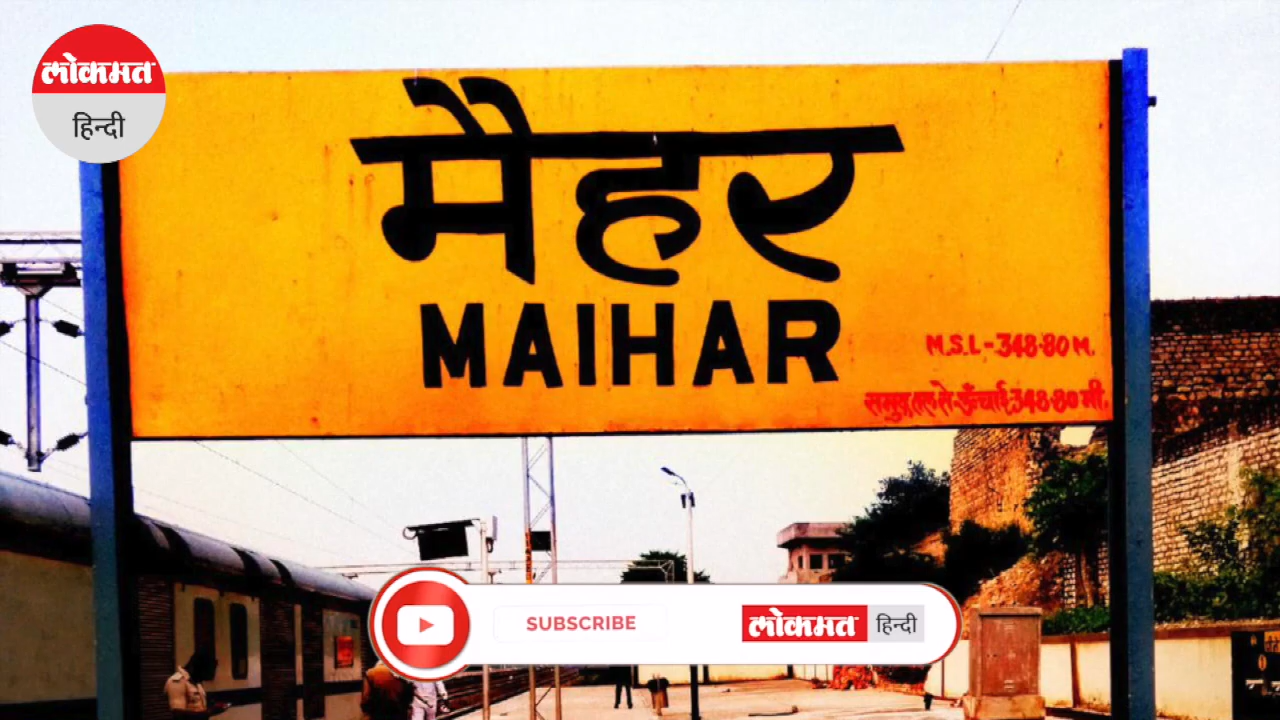 लोकमत
हिन्दी
मैहर
MAIHAR
M.S.L-348.80 M.
समुद्र तल से ऊँचाई 348.80 मी.
SUBSCRIBE
लोकमत हिन्दी